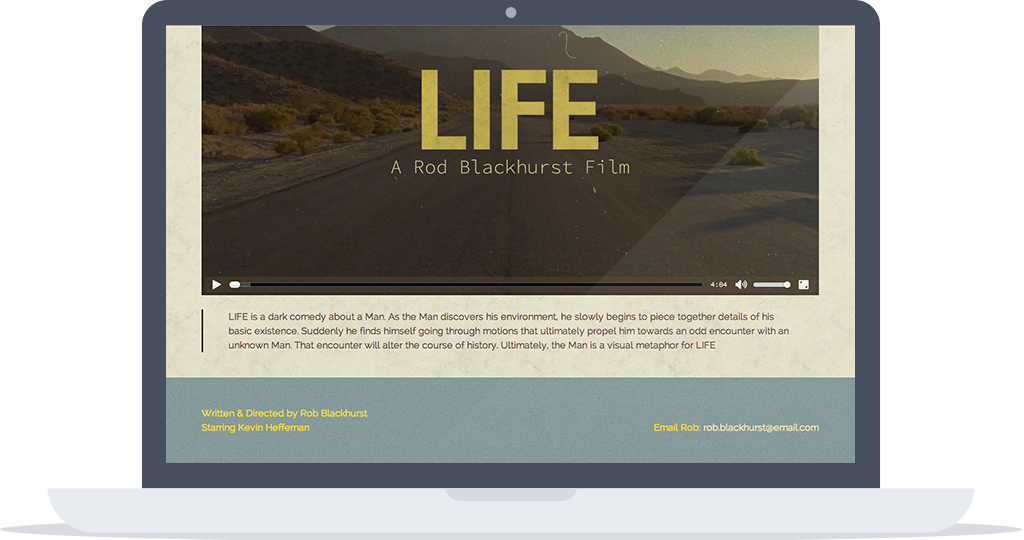 LIFE
A Rod Blackhurst Film
4:04
LIFE is a dark comedy about a Man. As the Man discovers his environment, he slowly begins to piece together details of his
basic existence. Suddenly he finds himself going through motions that ultimately propel him towards an odd encounter with an
unknown Man. That encounter will alter the course of history. Ultimately, the Man is a visual metaphor for LIFE
Written & Directed by Rob Blackhurst
Starring Kevin Heffeman
Email Rob: rob.blackhurst@email.com